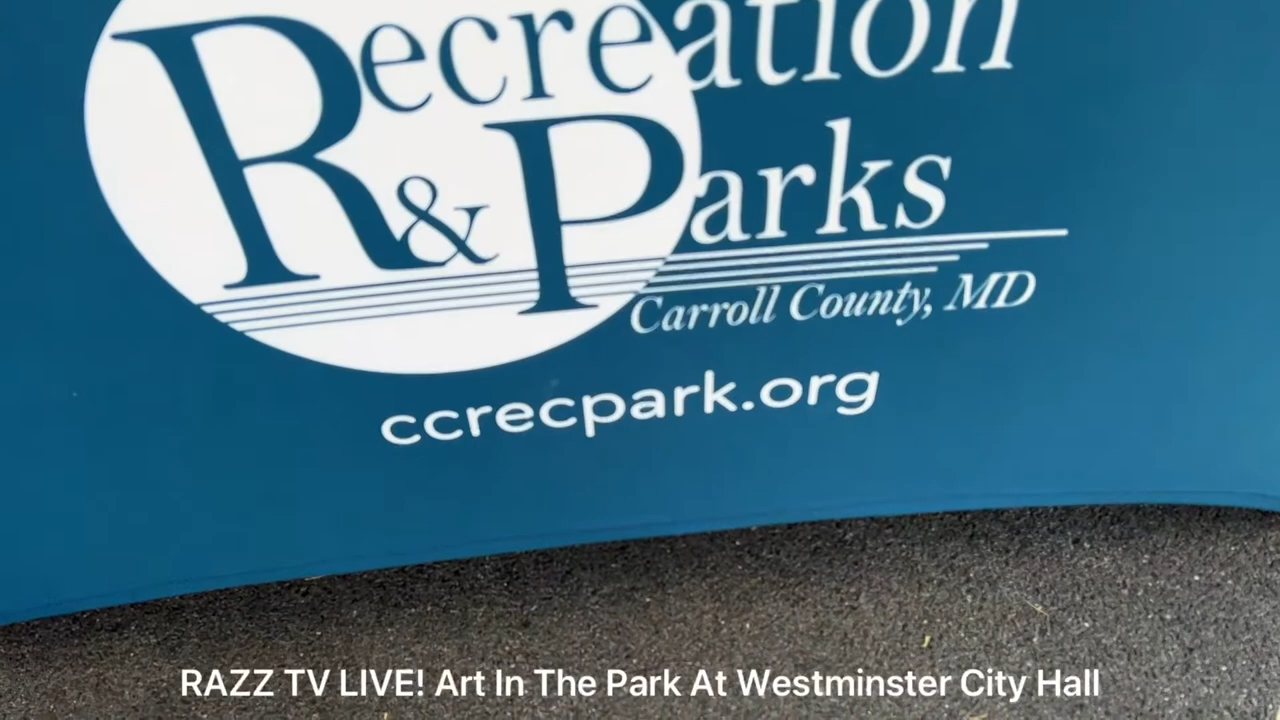 Recreation
& Parks
Carroll County, MD
ccrecpark.org
RAZZ TV LIVE! Art In The Park At Westminster City Hall